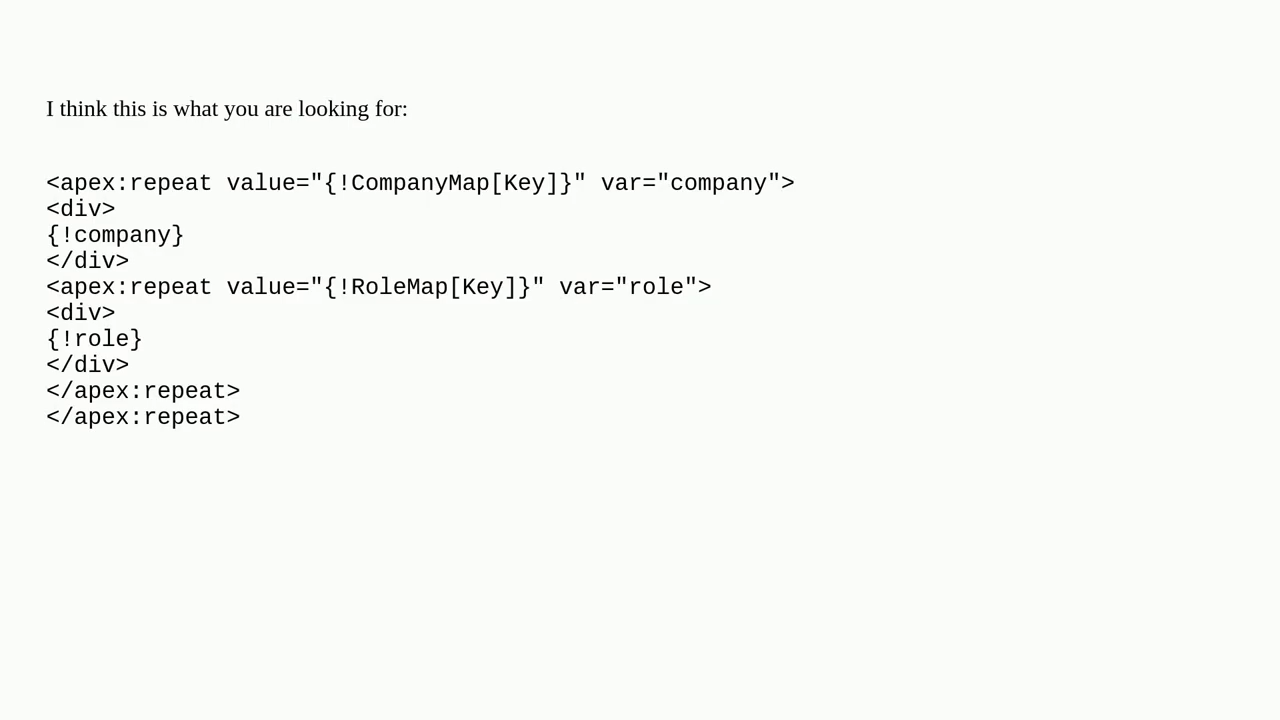 I think this is what you are looking for:
<apex:repeat value="{!CompanyMap[Key]}" var="company">
<div>
{!company}
</div>
<apex:repeat value="{!RoleMap[Key]}" var="role">
<div>
{!role}
</div>
</apex:repeat>
</apex:repeat>